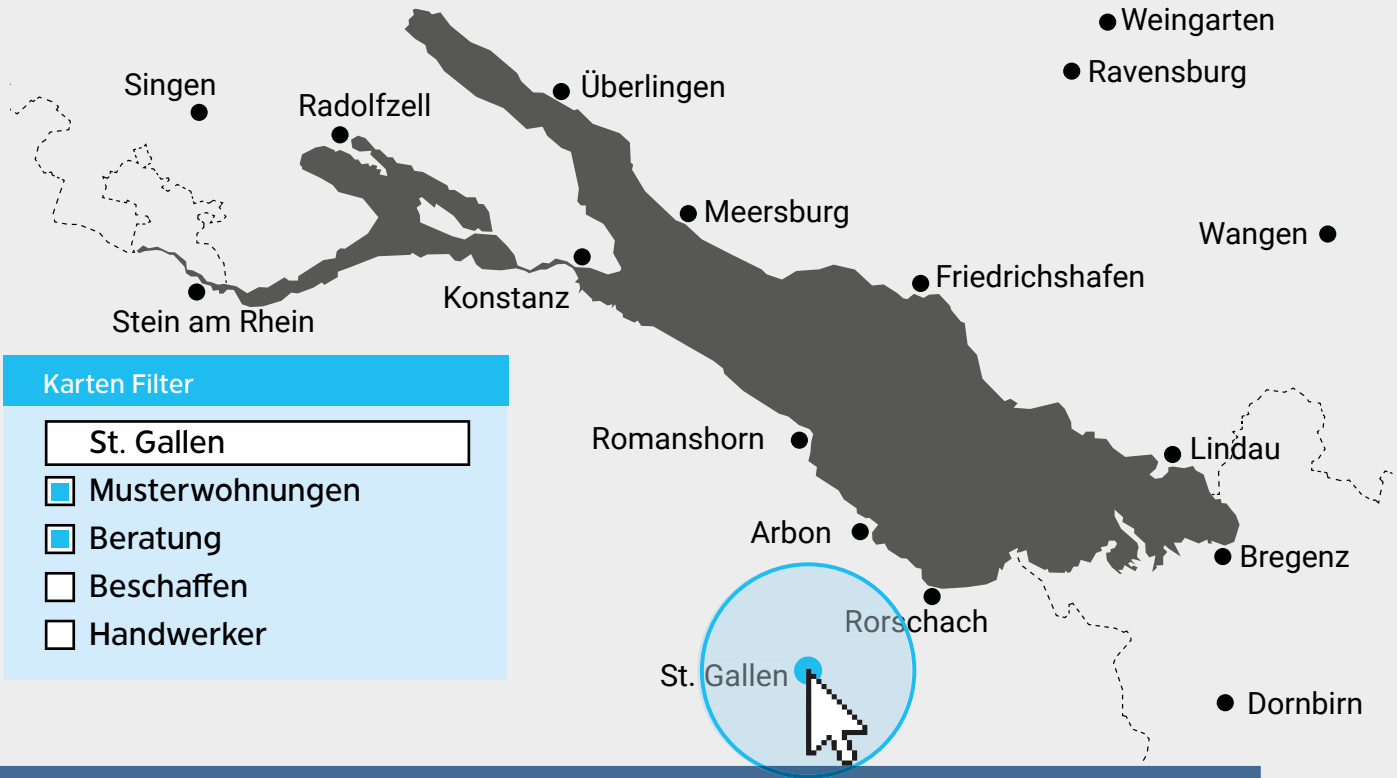 Weingarten
Ravensburg
Singen
Überlingen
Radolfzell
Meersburg
Wangen
Friedrichshafen
Konstanz
Stein am Rhein
Karten Filter
St. Gallen
Musterwohnungen
Beratung
Beschaffen
Handwerker
Romanshorn
Lindau
Arbon
Bregenz
Rorschach
St. Gallen
Dornbirn